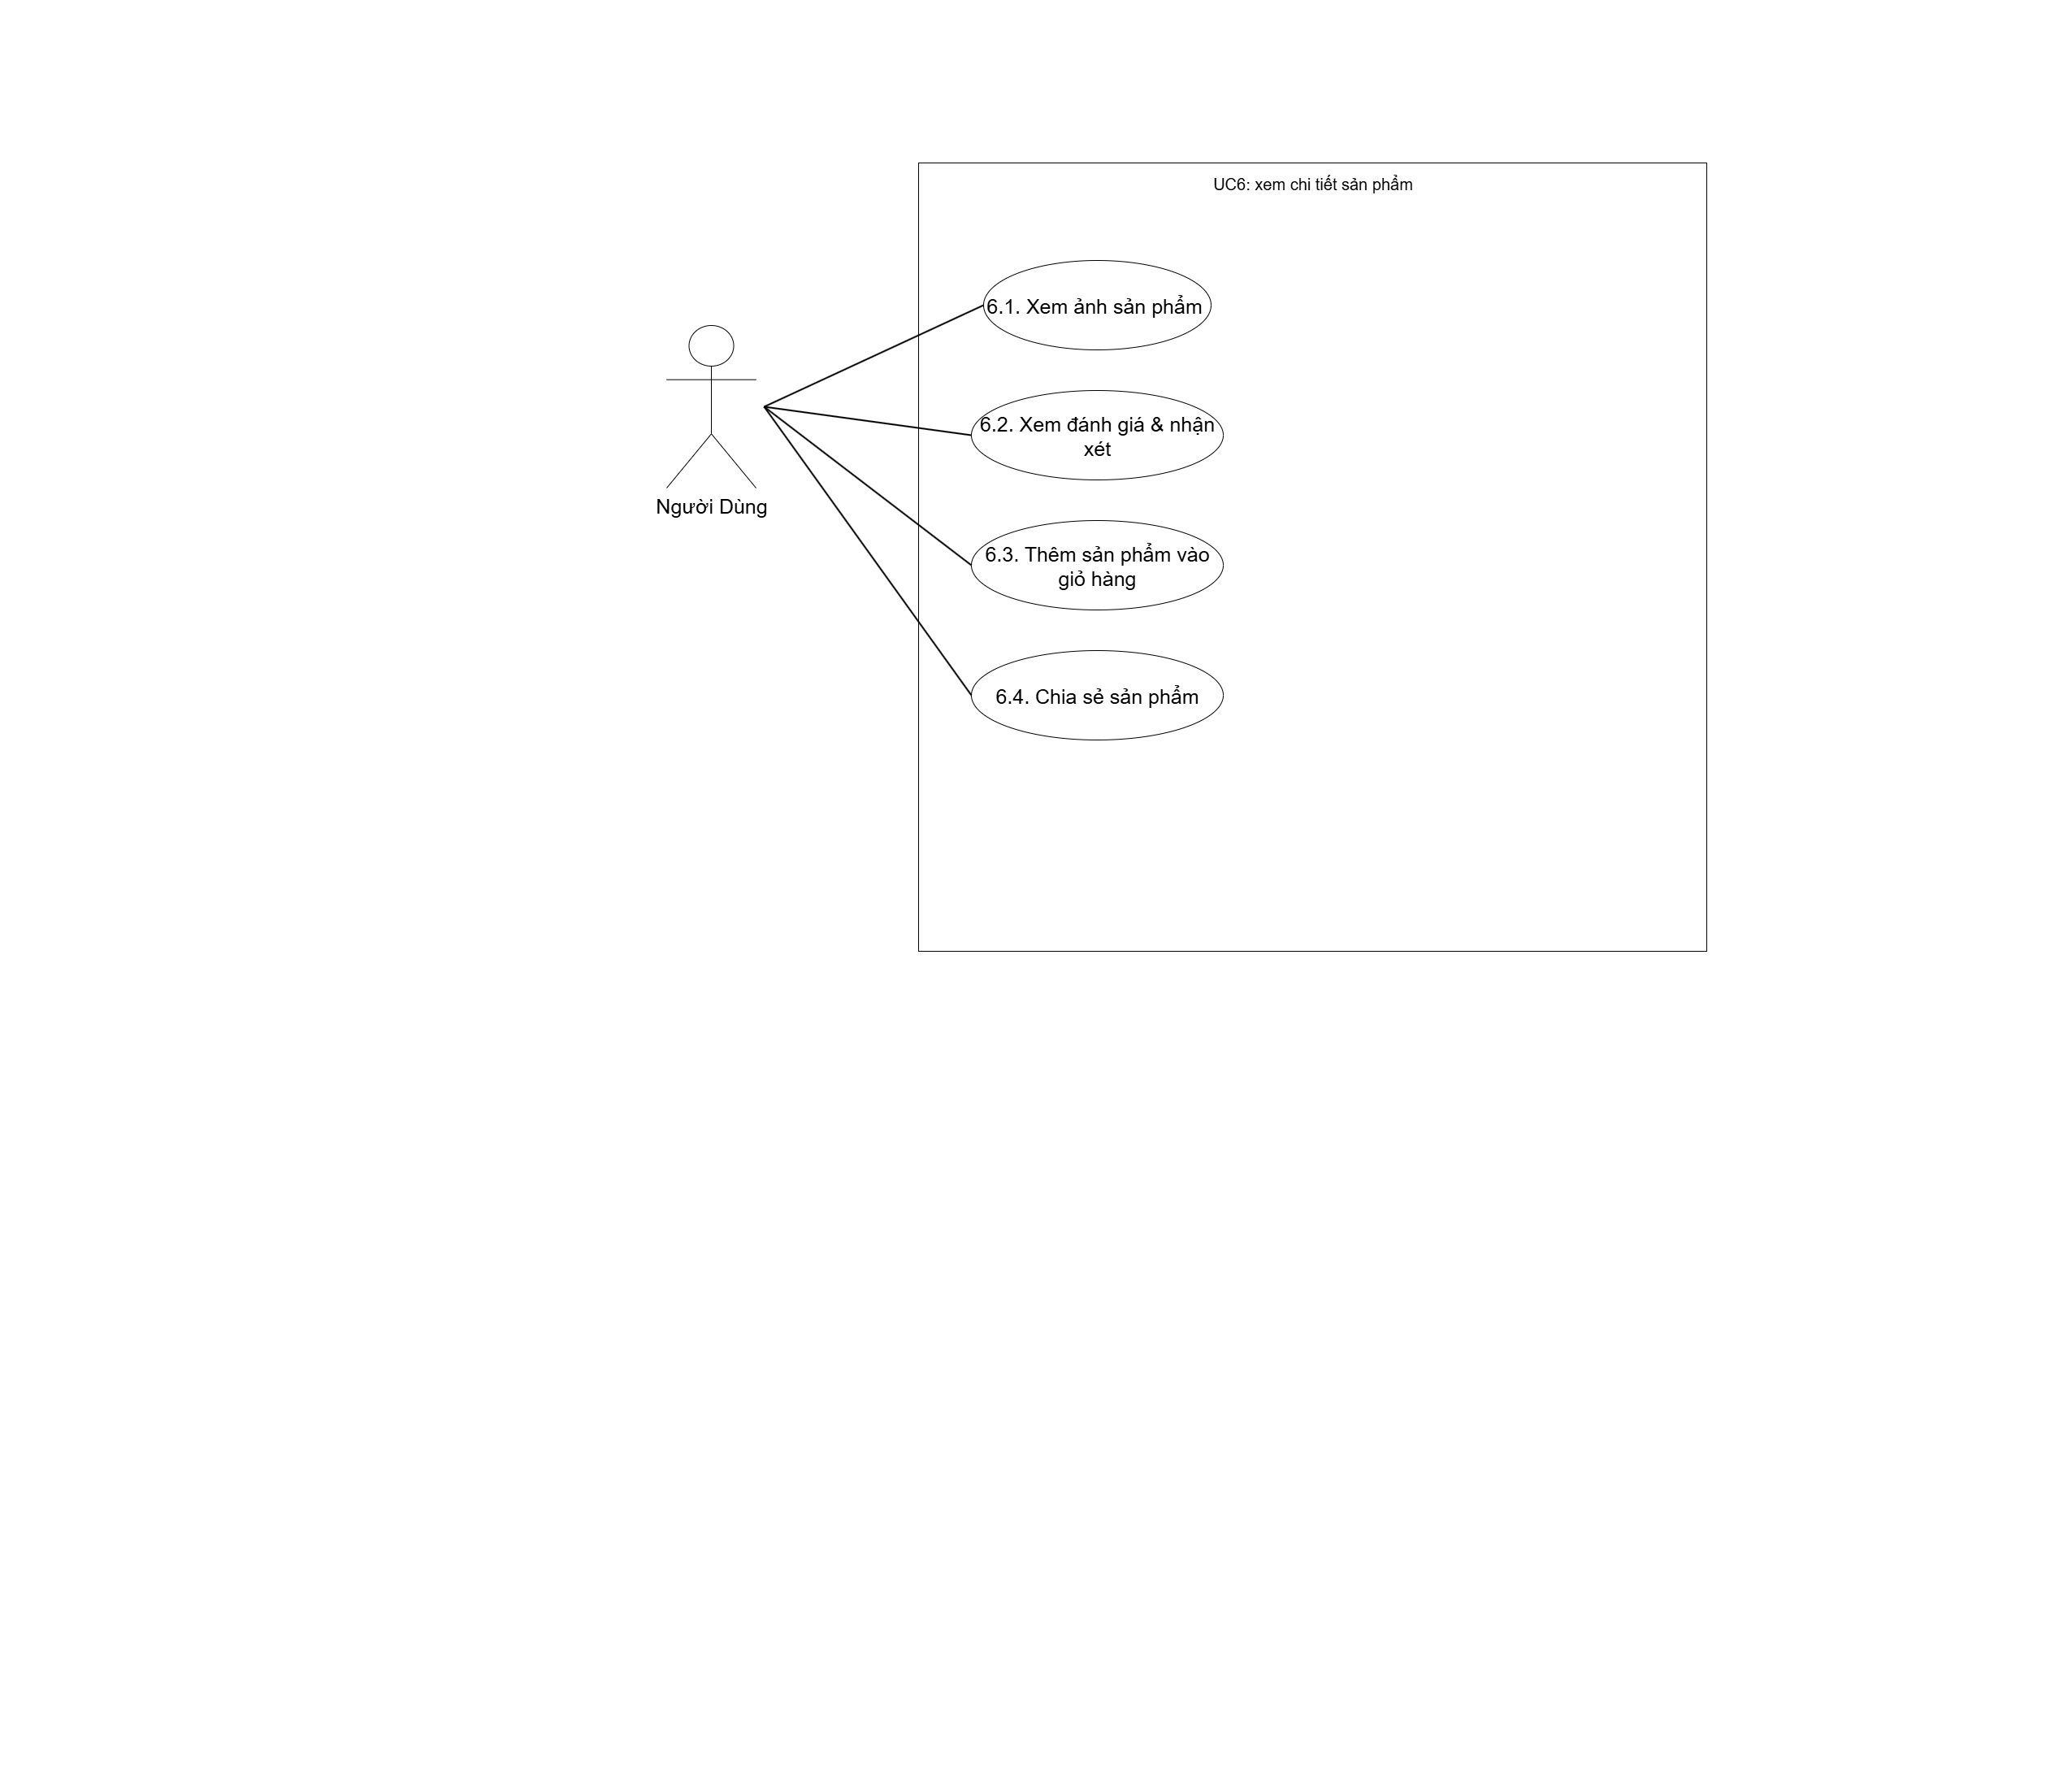 UC6: xem chi tiết sản phẩm
6.1. Xem ảnh sản phẩm
6.2. Xem đánh giá & nhận
xét
Người Dùng
6.3. Thêm sản phẩm vào
giỏ hàng
6.4. Chia sẻ sản phẩm